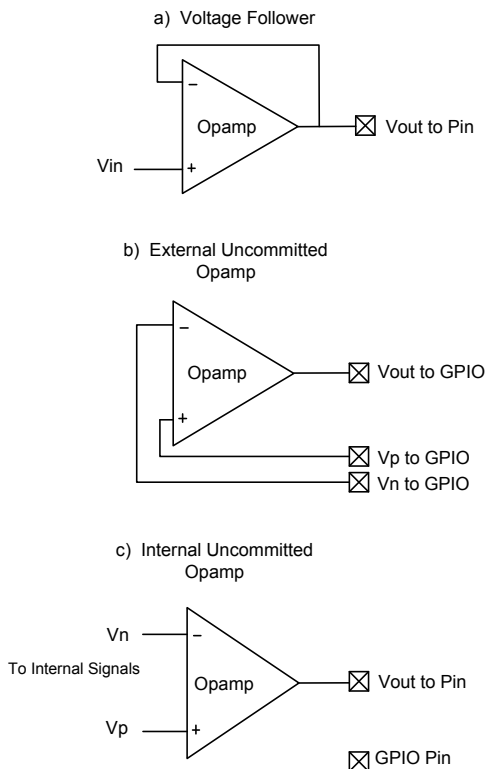 a) Voltage Follower
−
Opamp
Vout to Pin
Vin
+
b) External Uncommitted
Opamp
−
Opamp
Vout to GPIO
+
Vp to GPIO
Vn to GPIO
c) Internal Uncommitted
Opamp
Vn
−
To Internal Signals
Opamp
Vout to Pin
Vp
+
GPIO Pin